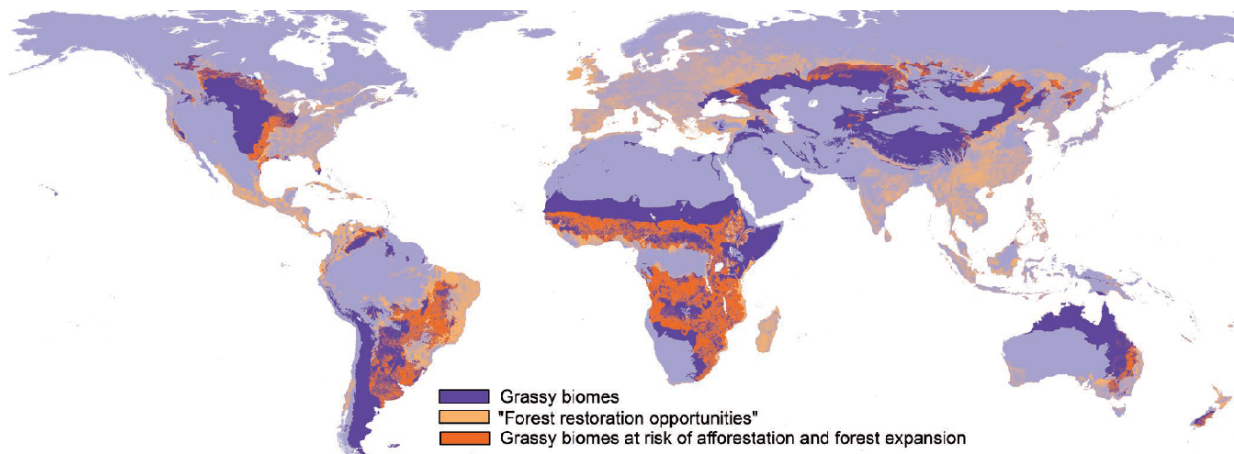 Grassy biomes
"Forest restoration opportunities"
Grassy biomes at risk of afforestation and forest expansion